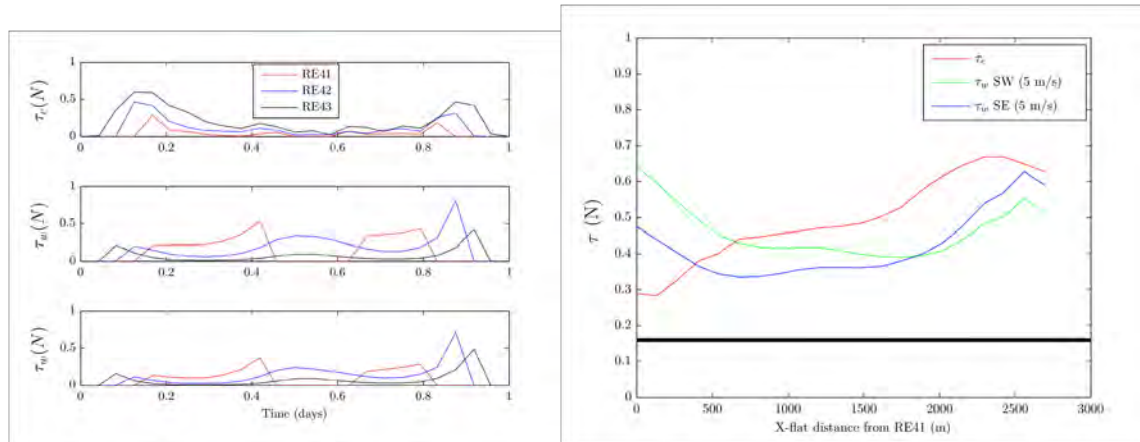 1
τc(N)
0.5
0
RE41
RE42
RE43
0 0.2 0.4 0.6 0.8 1
1
τw(N)
0.5
0
0 0.2 0.4 0.6 0.8 1
1
τw(N)
0.5
0
0 0.2 0.4 0.6 0.8 1
Time (days)
1
0.9
0.8
0.7
0.6
0.5
0.4
0.3
0.2
0.1
0
τ (N)
τc
τw SW (5 m/s)
τw SE (5 m/s)
0 500 1000 1500 2000 2500 3000
X-flat distance from RE41 (m)